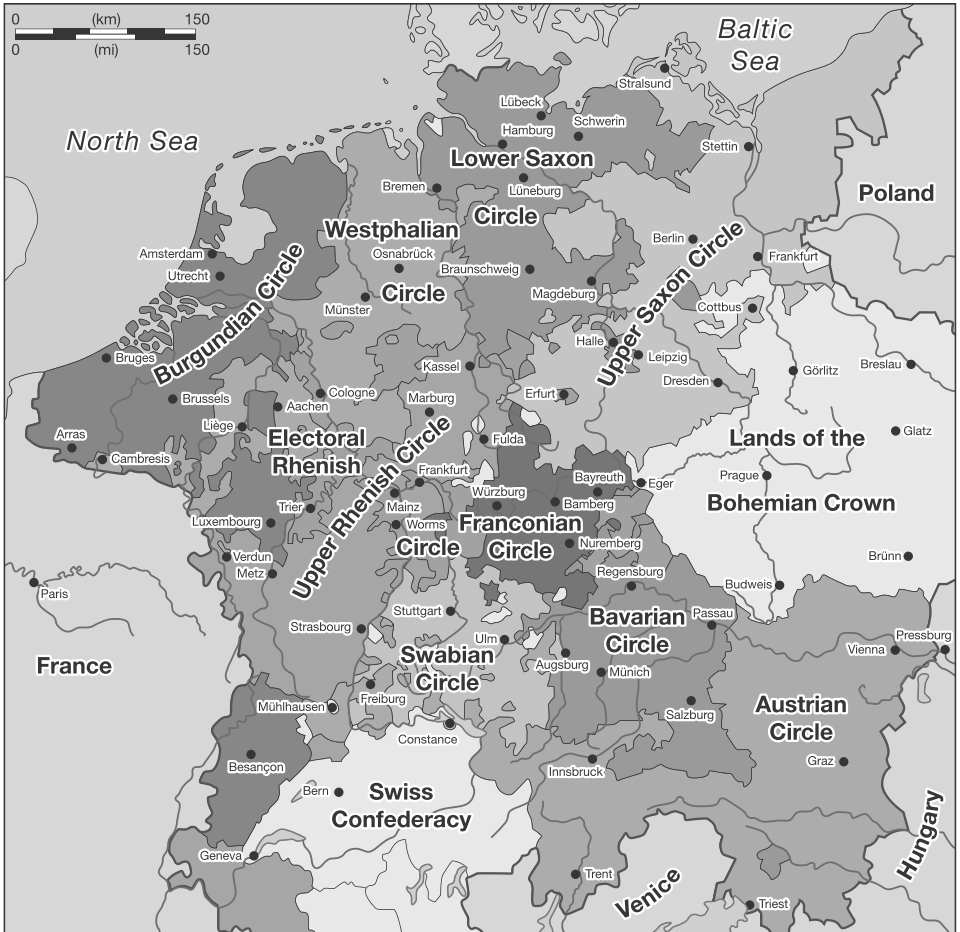 0 (km) 150
0 (mi) 150
Baltic
Sea
North Sea
Stralsund
Lübeck
Hamburg
Schwerin
Stettin
Lower Saxon
Circle
Lüneburg
Bremen
Poland
Westphalian
Circle
Osnabrück
Münster
Berlin
Frankfurt
Amsterdam
Utrecht
Braunschweig
Magdeburg
Burgundian Circle
Upper Saxon Circle
Cottbus
Halle
Leipzig
Dresden
Görlitz
Breslau
Bruges
Brussels
Kassel
Erfurt
Cologne
Aachen
Marburg
Liège
Arras
Cambresis
Electoral
Rhenish
Circle
Upper Rhenish Circle
Fulda
Glatz
Lands of the
Bohemian Crown
Prague
Frankfurt
Mainz
Worms
Würzburg
Bayreuth
Bamberg
Eger
Franconian
Circle
Nuremberg
Trier
Luxembourg
Verdun
Metz
Brünn
Budweis
Paris
France
Regensburg
Bavarian
Circle
Passau
Stuttgart
Strasbourg
Ulm
Swabian
Circle
Augsburg
Münich
Vienna
Pressburg
Freiburg
Mühlhausen
Constance
Salzburg
Austrian
Circle
Graz
Besançon
Innsbruck
Bern
Swiss
Confederacy
Geneva
Trent
Venice
Triest
Hungary